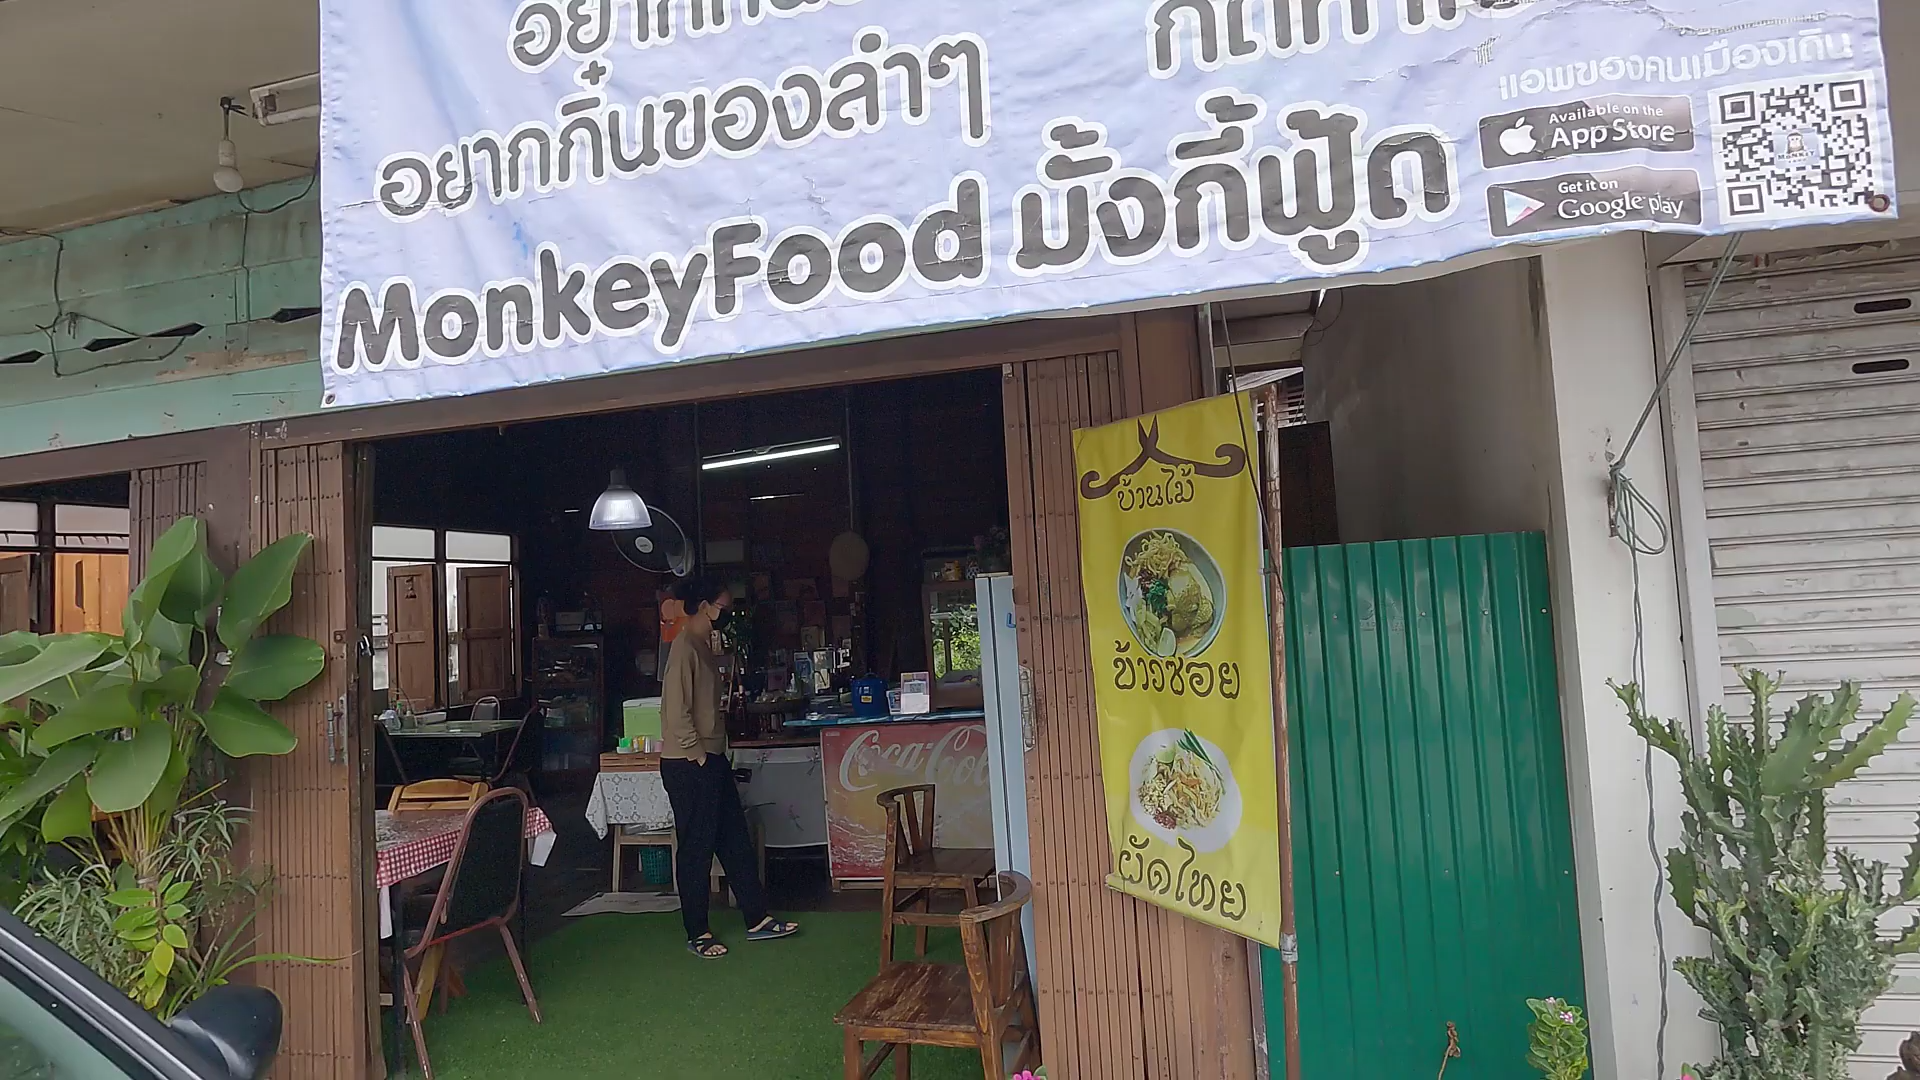 อยากกิ๋นของลำๆ
MonkeyFood มั้งกี้ฟู้ด
แอพของคนเมืองเดิน
Available on the
App Store
Get it on
Google play
บ้านไม้
ข้าวซอย
ผัดไทย
Coca-Cola